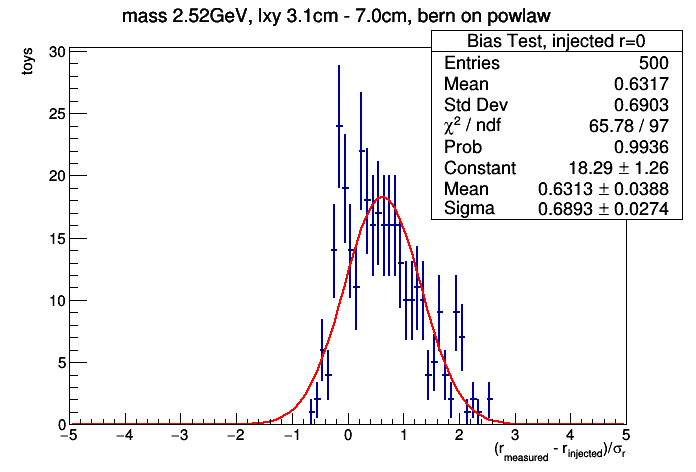 mass 2.52GeV, lxy 3.1cm - 7.0cm, bern on powlaw
Bias Test, injected r=0
Entries 500
Mean 0.6317
Std Dev 0.6903
χ² / ndf 65.78 / 97
Prob 0.9936
Constant 18.29 ± 1.26
Mean 0.6313 ± 0.0388
Sigma 0.6893 ± 0.0274
toys
30
25
20
15
10
5
0
−5 −4 −3 −2 −1 0 1 2 3 4 5
(r_measured - r_injected)/σ_r